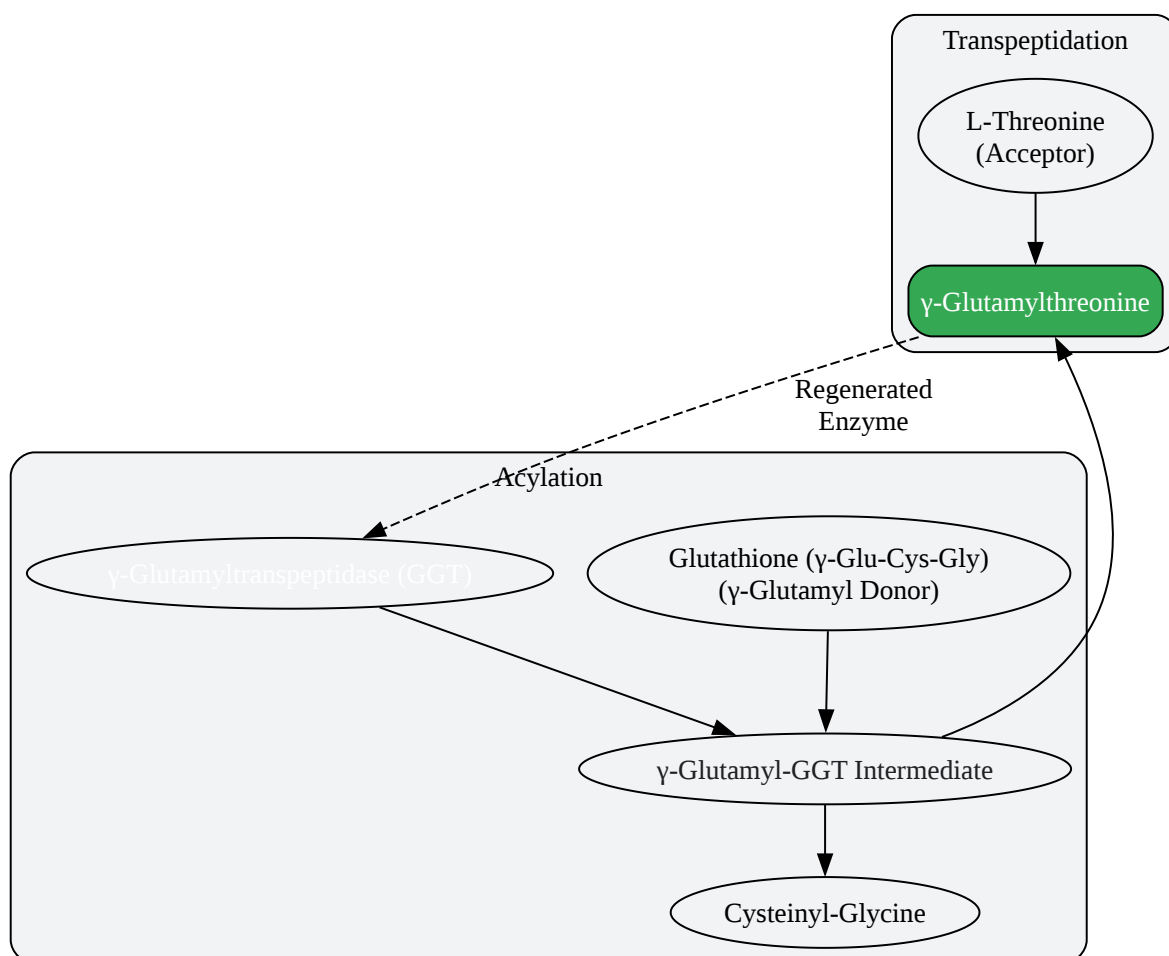 Transpeptidation
L-Threonine
(Acceptor)
γ-Glutamylthreonine
Regenerated
Enzyme
Acylation
γ-Glutamyltranspeptidase (GGT)
Glutathione (γ-Glu-Cys-Gly)
(γ-Glutamyl Donor)
γ-Glutamyl-GGT Intermediate
Cysteinyl-Glycine